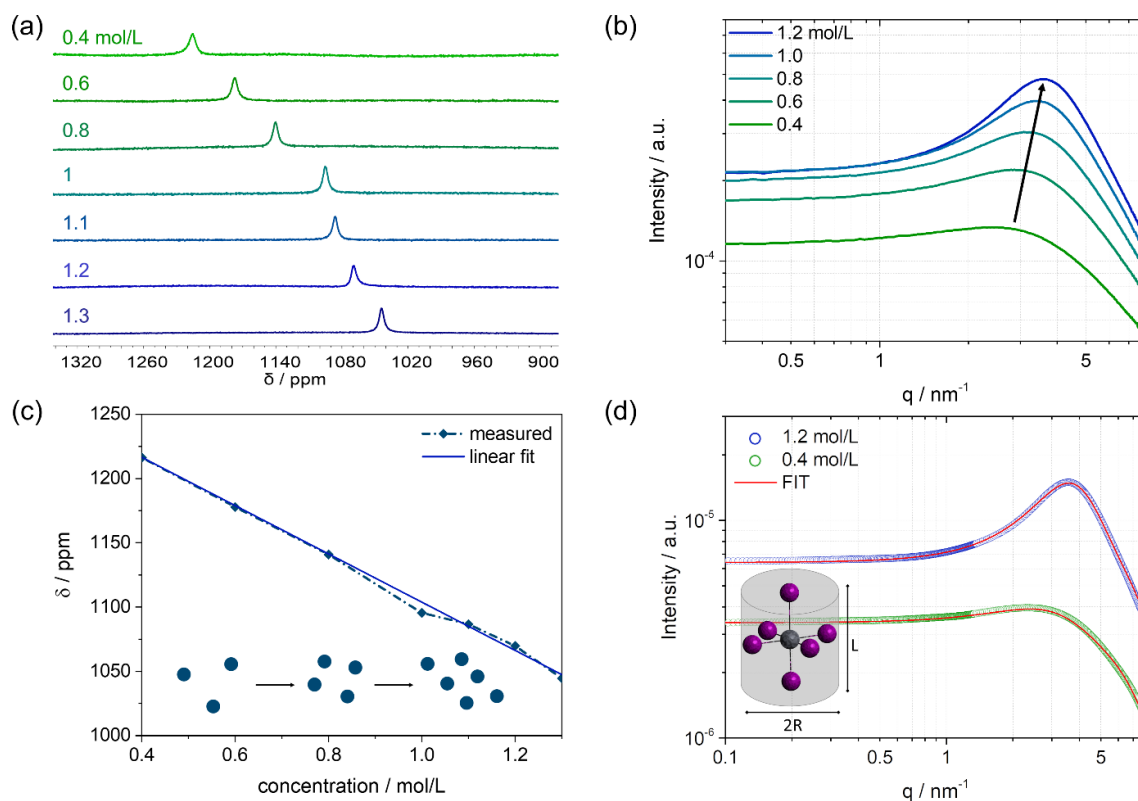 (a)
0.4 mol/L
0.6
0.8
1
1.1
1.2
1.3
1320 1260 1200 1140 1080 1020 960 900
δ / ppm
(b)
1.2 mol/L
1.0
0.8
0.6
0.4
Intensity / a.u.
10⁻⁴
0.5 1 5
q / nm⁻¹
(c)
measured
linear fit
δ / ppm
1250
1200
1150
1100
1050
1000
0.4 0.6 0.8 1.0 1.2
concentration / mol/L
(d)
1.2 mol/L
0.4 mol/L
FIT
Intensity / a.u.
10⁻⁵
10⁻⁶
L
2R
0.1 0.5 1 5
q / nm⁻¹